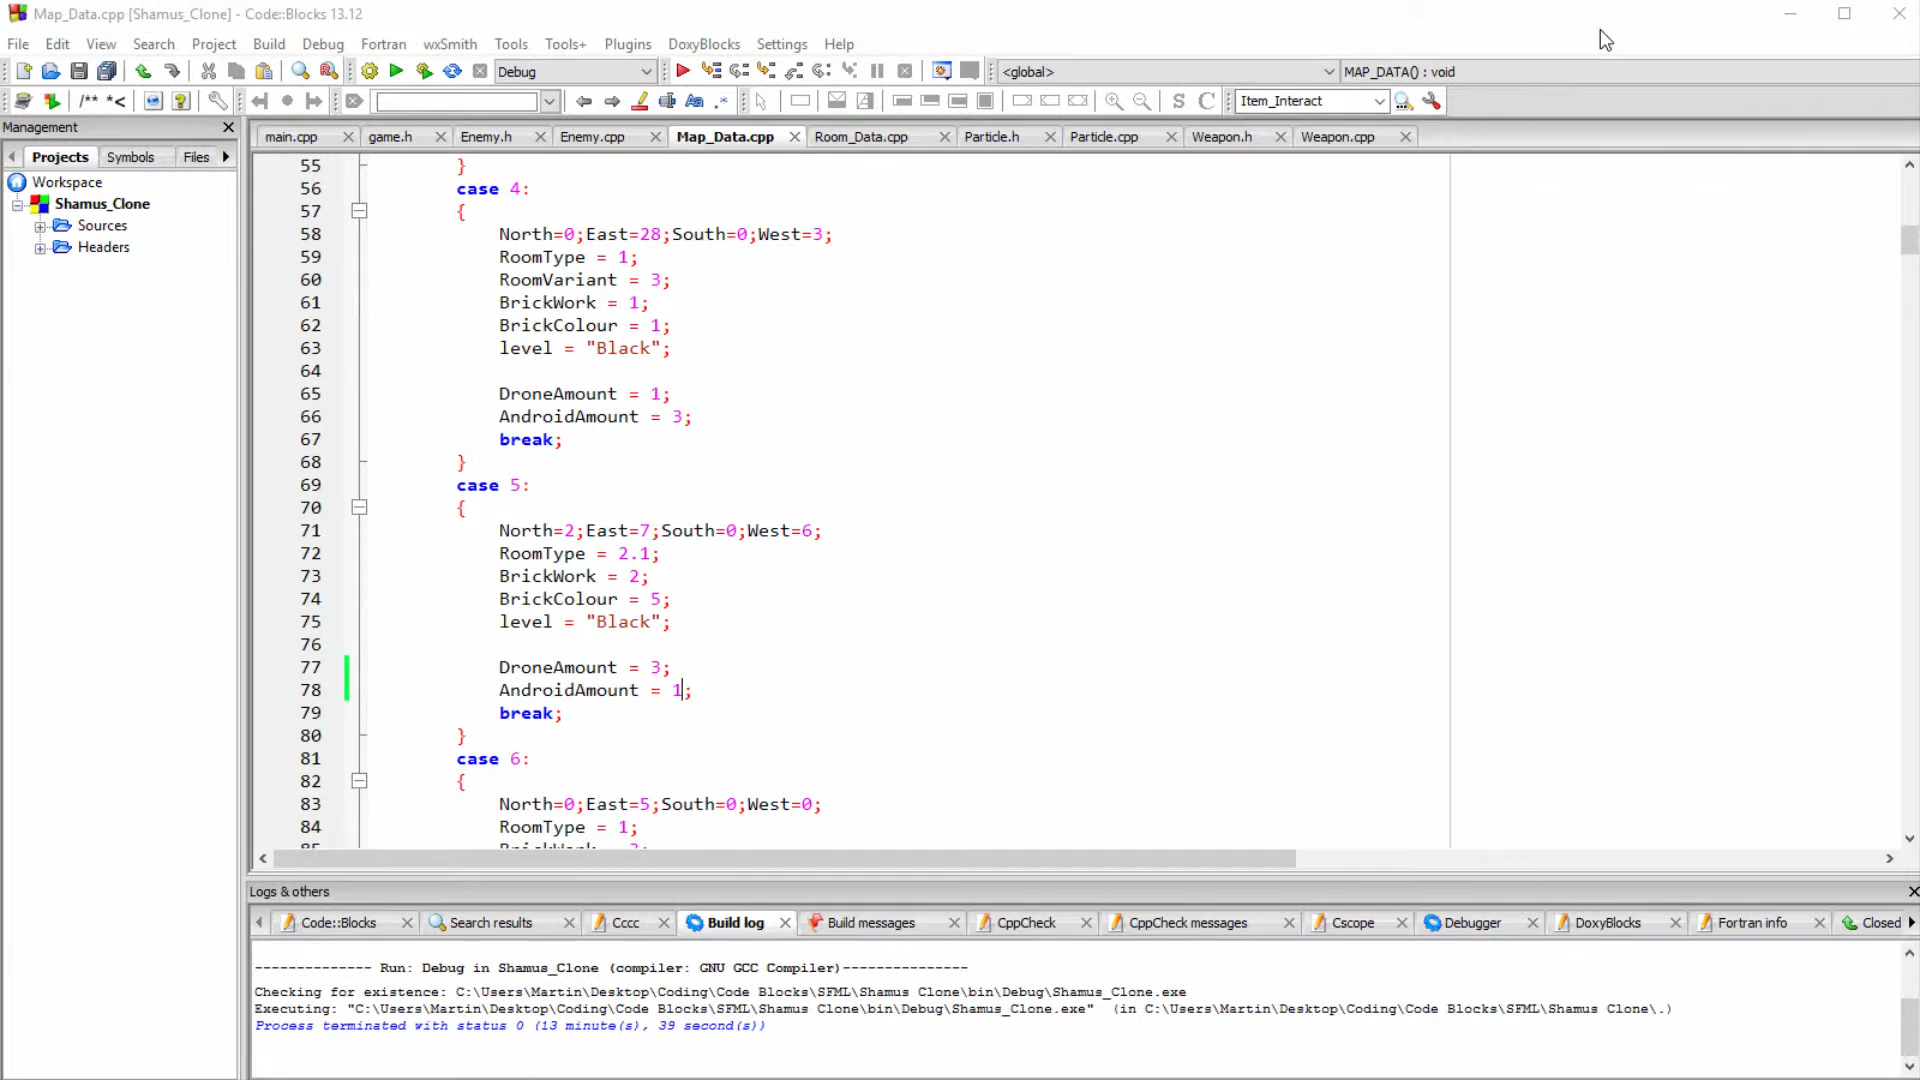 Map_Data.cpp [Shamus_Clone] - Code::Blocks 13.12
File Edit View Search Project Build Debug Fortran wxSmith Tools Tools+ Plugins DoxyBlocks Settings Help
Debug <global> MAP_DATA() : void
/** *< Aa .* S C Item_Interact
Management
main.cpp game.h Enemy.h Enemy.cpp Map_Data.cpp Room_Data.cpp Particle.h Particle.cpp Weapon.h Weapon.cpp
Projects Symbols Files
Workspace
Shamus_Clone
Sources
Headers
55 }
56 case 4:
57 {
58 North=0;East=28;South=0;West=3;
59 RoomType = 1;
60 RoomVariant = 3;
61 BrickWork = 1;
62 BrickColour = 1;
63 level = "Black";
64
65 DroneAmount = 1;
66 AndroidAmount = 3;
67 break;
68 }
69 case 5:
70 {
71 North=2;East=7;South=0;West=6;
72 RoomType = 2.1;
73 BrickWork = 2;
74 BrickColour = 5;
75 level = "Black";
76
77 DroneAmount = 3;
78 AndroidAmount = 1;
79 break;
80 }
81 case 6:
82 {
83 North=0;East=5;South=0;West=0;
84 RoomType = 1;
Logs & others
Code::Blocks Search results Cccc Build log Build messages CppCheck CppCheck messages Cscope Debugger DoxyBlocks Fortran info Closed
-------------- Run: Debug in Shamus_Clone (compiler: GNU GCC Compiler)---------------
Checking for existence: C:\Users\Martin\Desktop\Coding\Code Blocks\SFML\Shamus Clone\bin\Debug\Shamus_Clone.exe
Executing: "C:\Users\Martin\Desktop\Coding\Code Blocks\SFML\Shamus Clone\bin\Debug\Shamus_Clone.exe"  (in C:\Users\Martin\Desktop\Coding\Code Blocks\SFML\Shamus Clone\.)
Process terminated with status 0 (13 minute(s), 39 second(s))